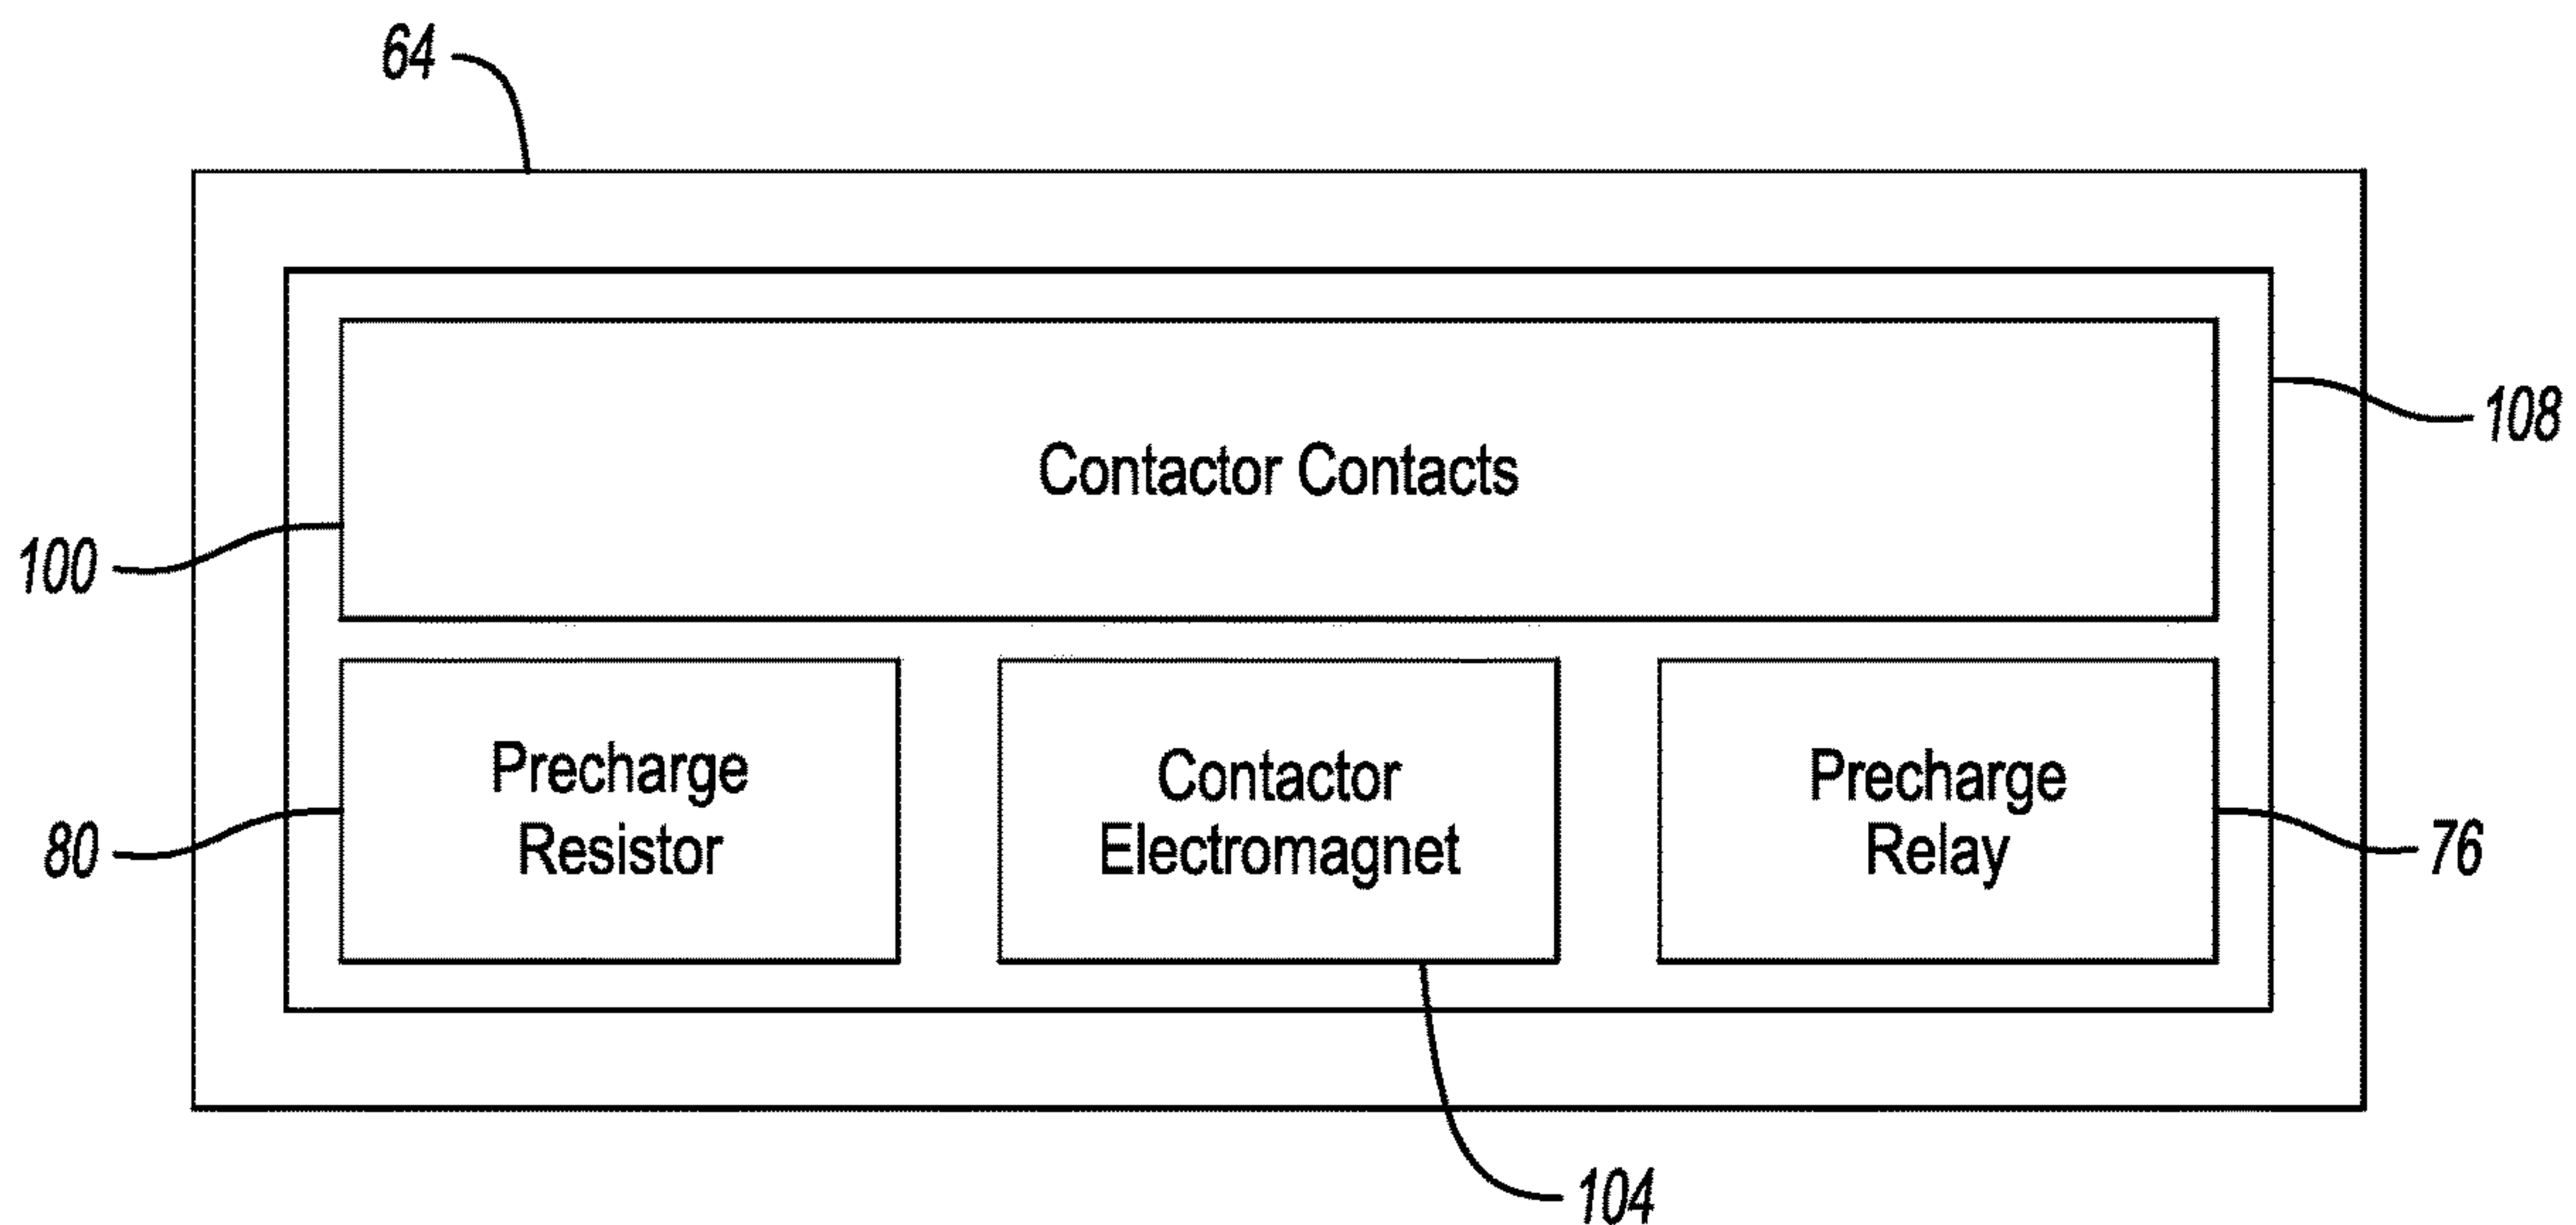 64
108
Contactor Contacts
100
Precharge
Resistor
Contactor
Electromagnet
Precharge
Relay
80
76
104